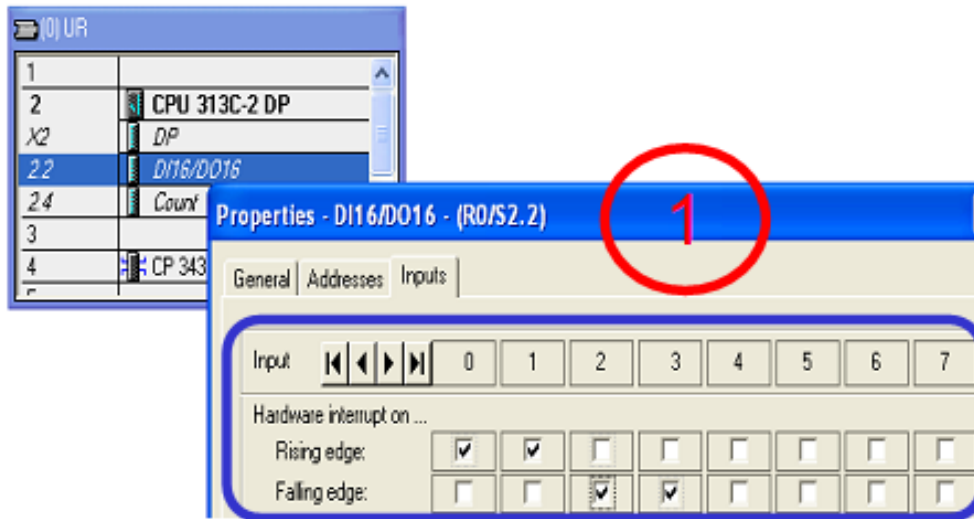 (0) UR
1
2 CPU 313C-2 DP
X2 DP
2.2 DI16/DO16
2.4 Count
3
4 CP 343
Properties - DI16/DO16 - (R0/S2.2)
1
General Addresses Inputs
Input 0 1 2 3 4 5 6 7
Hardware interrupt on ...
Rising edge:
Falling edge: